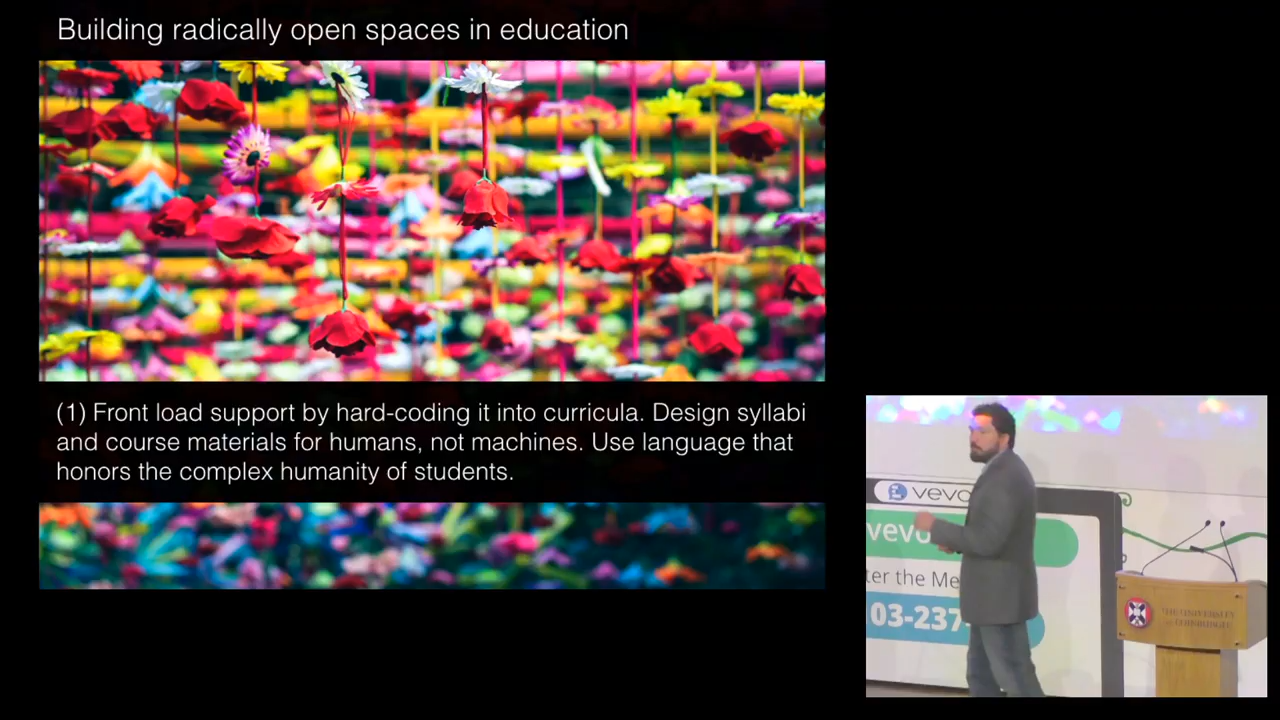 Building radically open spaces in education
(1) Front load support by hard-coding it into curricula. Design syllabi
and course materials for humans, not machines. Use language that
honors the complex humanity of students.
vevo
vevo
ter the Me
03-237
THE UNIVERSITY
of EDINBURGH